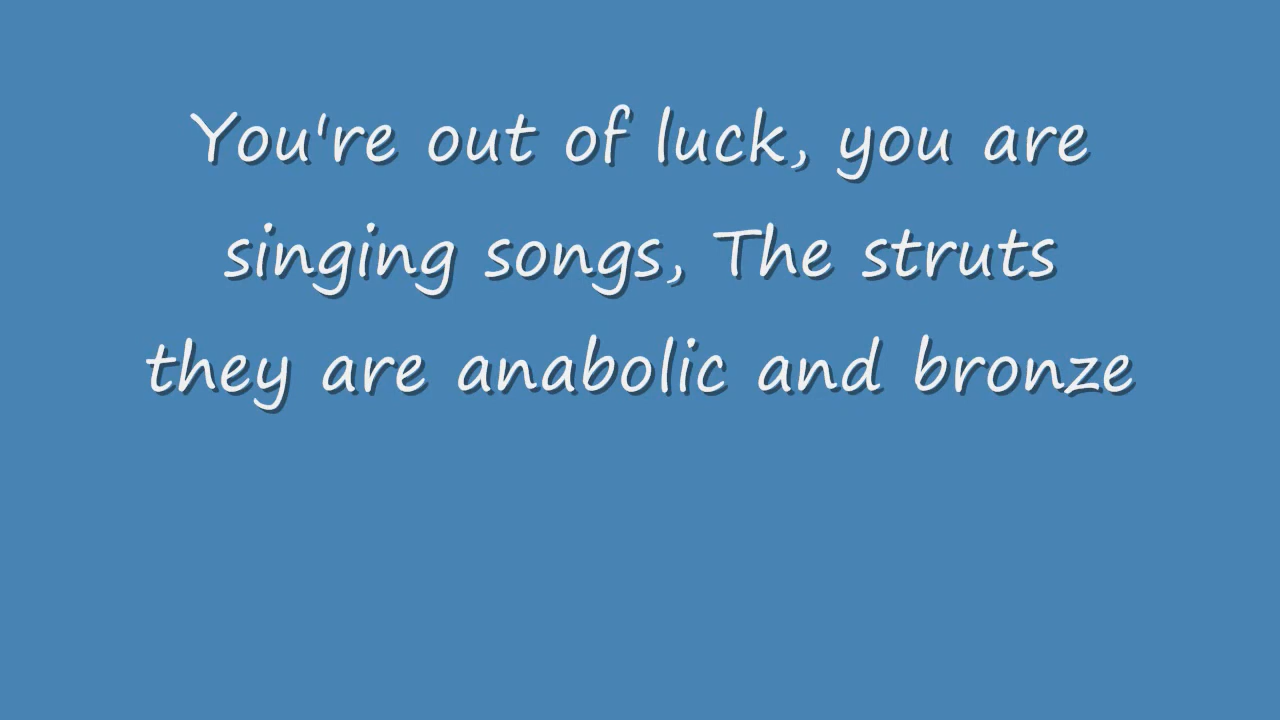 You're out of luck, you are
singing songs, The struts
they are anabolic and bronze